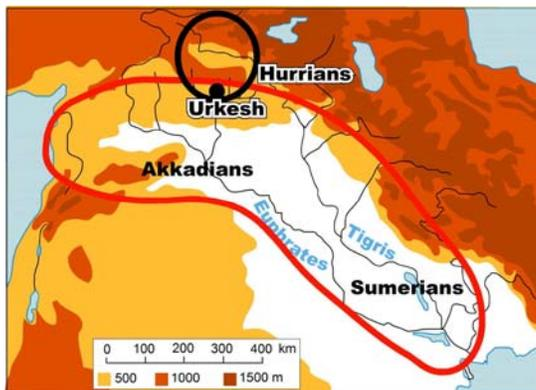 Hurrians
Urkesh
Akkadians
Euphrates
Tigris
Sumerians
0 100 200 300 400 km
500 1000 1500 m